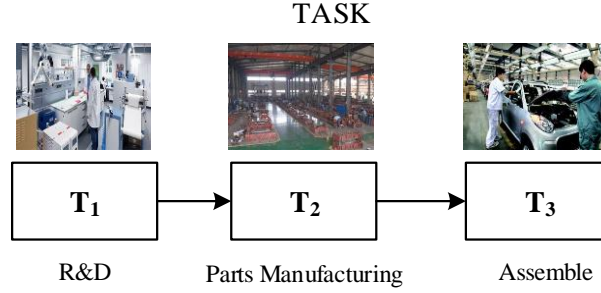 TASK
T1
T2
T3
R&D
Parts Manufacturing
Assemble